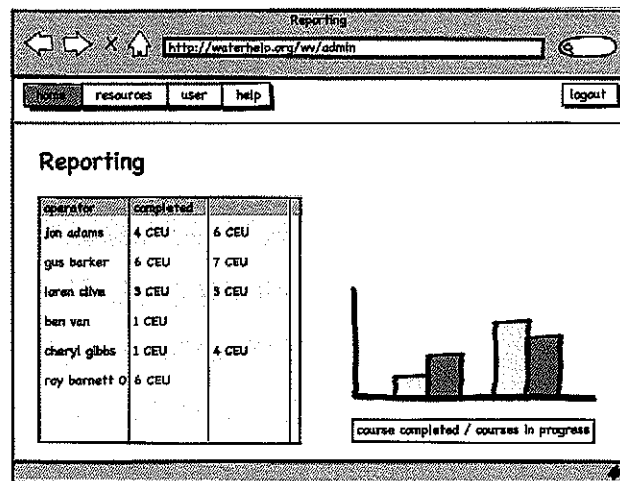 Reporting
http://waterhelp.org/wv/admin
home resources user help logout
Reporting
operator completed
jon adams 4 CEU 6 CEU
gus barker 6 CEU 7 CEU
loren clive 3 CEU 3 CEU
ben van 1 CEU
cheryl gibbs 1 CEU 4 CEU
ray barnett O 6 CEU
course completed / courses in progress